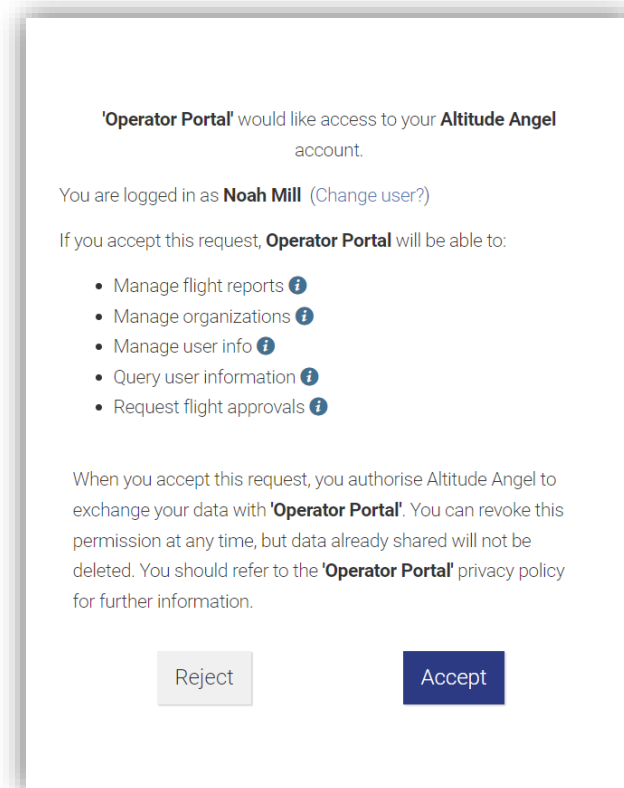 'Operator Portal' would like access to your Altitude Angel
account.
You are logged in as Noah Mill (Change user?)
If you accept this request, Operator Portal will be able to:
• Manage flight reports i
• Manage organizations i
• Manage user info i
• Query user information i
• Request flight approvals i
When you accept this request, you authorise Altitude Angel to
exchange your data with 'Operator Portal'. You can revoke this
permission at any time, but data already shared will not be
deleted. You should refer to the 'Operator Portal' privacy policy
for further information.
Reject Accept